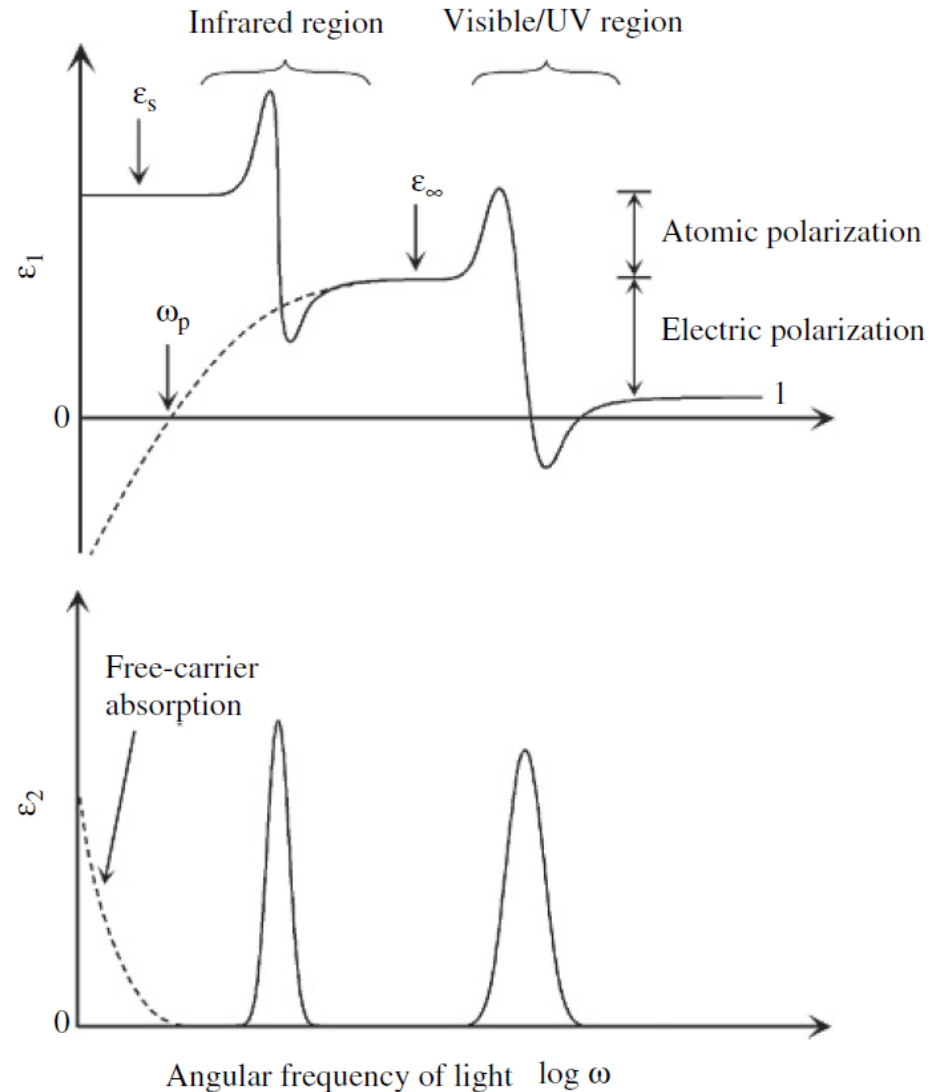 Infrared region
Visible/UV region
εs
ε∞
Atomic polarization
ε1
ωp
Electric polarization
0
1
Free-carrier
absorption
ε2
0
Angular frequency of light log ω